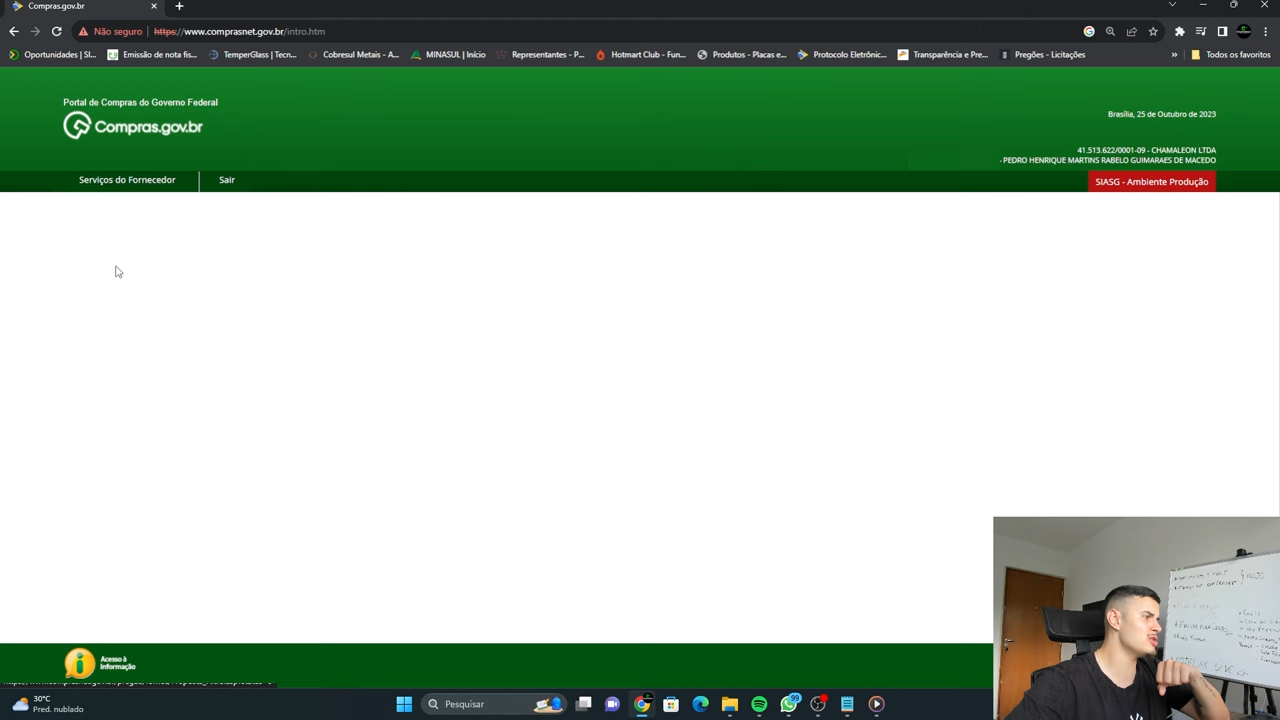 Compras.gov.br
Não seguro
https://www.comprasnet.gov.br/intro.htm
Oportunidades | Sl...
Emissão de nota fis...
TemperGlass | Tecn...
Cobresul Metais - A...
MINASUL | Início
Representantes - P...
Hotmart Club - Fun...
Produtos - Placas e...
Protocolo Eletrônic...
Transparência e Pre...
Pregões - Licitações
Todos os favoritos
Portal de Compras do Governo Federal
Compras.gov.br
Brasília, 25 de Outubro de 2023
41.513.622/0001-09 - CHAMALEON LTDA
- PEDRO HENRIQUE MARTINS RABELO GUIMARAES DE MACEDO
Serviços do Fornecedor
Sair
SIASG - Ambiente Produção
Acesso à
Informação
30°C
Pred. nublado
Pesquisar
99